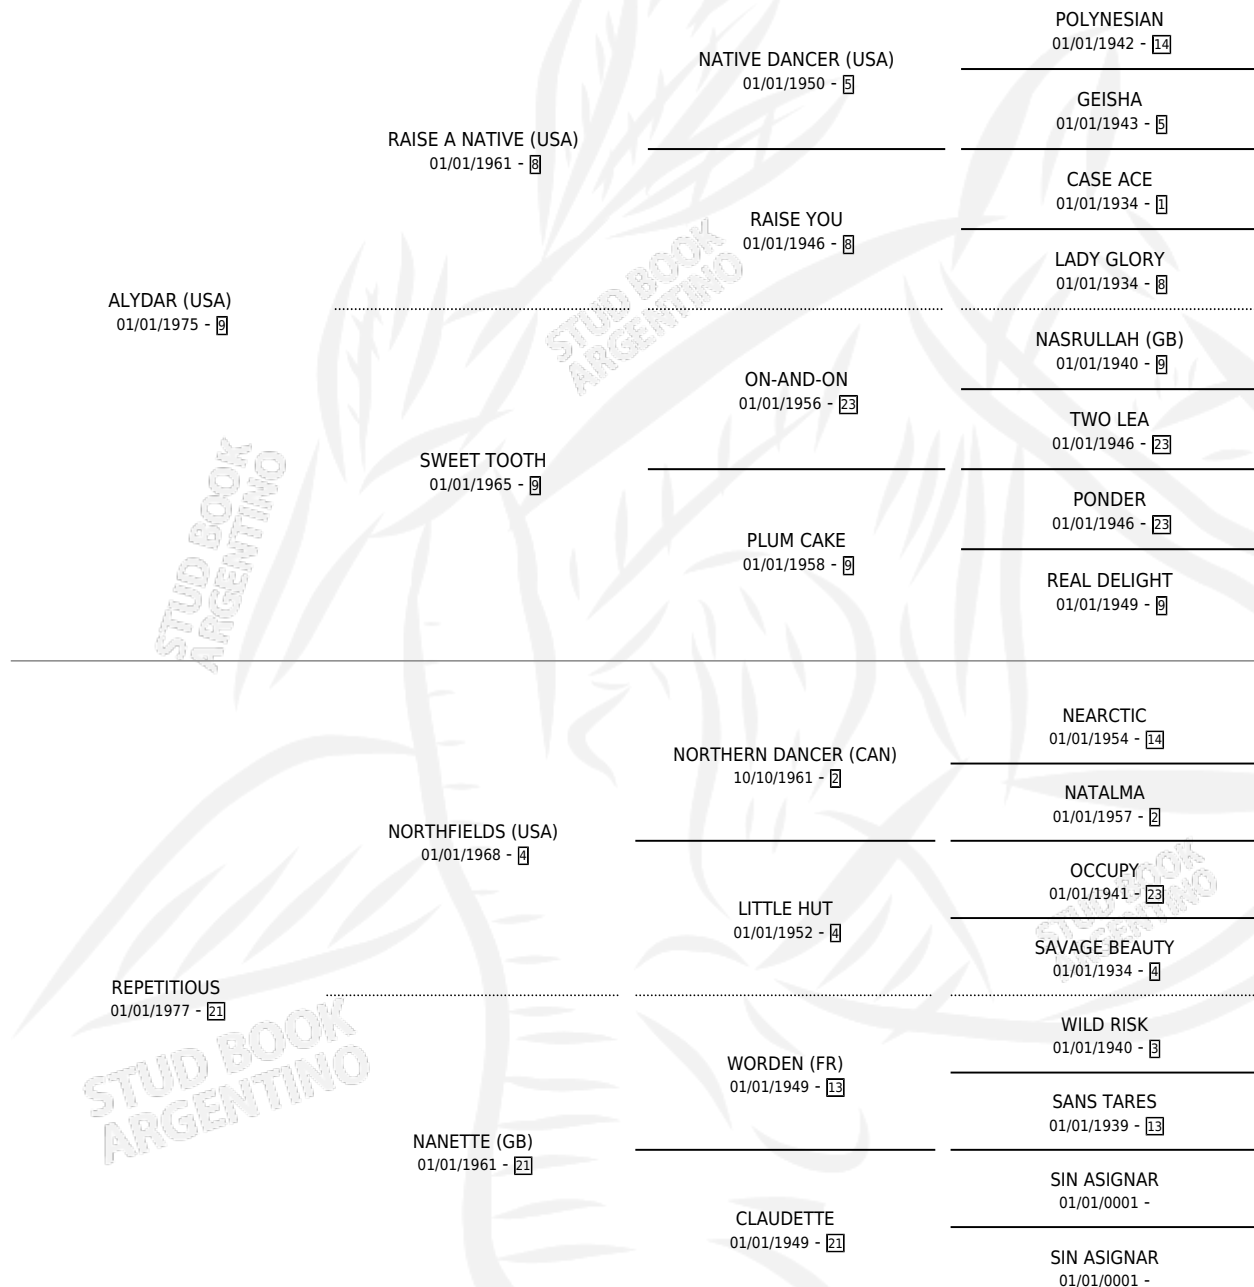 POLYNESIAN
01/01/1942 - 14
NATIVE DANCER (USA)
01/01/1950 - 5
GEISHA
01/01/1943 - 5
RAISE A NATIVE (USA)
01/01/1961 - 8
CASE ACE
01/01/1934 - 1
RAISE YOU
01/01/1946 - 8
LADY GLORY
01/01/1934 - 8
ALYDAR (USA)
01/01/1975 - 9
STUD BOOK
ARGENTINO
NASRULLAH (GB)
01/01/1940 - 9
ON-AND-ON
01/01/1956 - 23
TWO LEA
01/01/1946 - 23
SWEET TOOTH
01/01/1965 - 9
PONDER
01/01/1946 - 23
PLUM CAKE
01/01/1958 - 9
REAL DELIGHT
01/01/1949 - 9
STUD BOOK
ARGENTINO
NEARCTIC
01/01/1954 - 14
NORTHERN DANCER (CAN)
10/10/1961 - 2
NATALMA
01/01/1957 - 2
NORTHFIELDS (USA)
01/01/1968 - 4
OCCUPY
01/01/1941 - 23
LITTLE HUT
01/01/1952 - 4
STUD BOOK
ARGENTINO
SAVAGE BEAUTY
01/01/1934 - 4
REPETITIOUS
01/01/1977 - 21
WILD RISK
01/01/1940 - 3
WORDEN (FR)
01/01/1949 - 13
SANS TARES
01/01/1939 - 13
STUD BOOK
ARGENTINO
NANETTE (GB)
01/01/1961 - 21
SIN ASIGNAR
01/01/0001 -
CLAUDETTE
01/01/1949 - 21
SIN ASIGNAR
01/01/0001 -